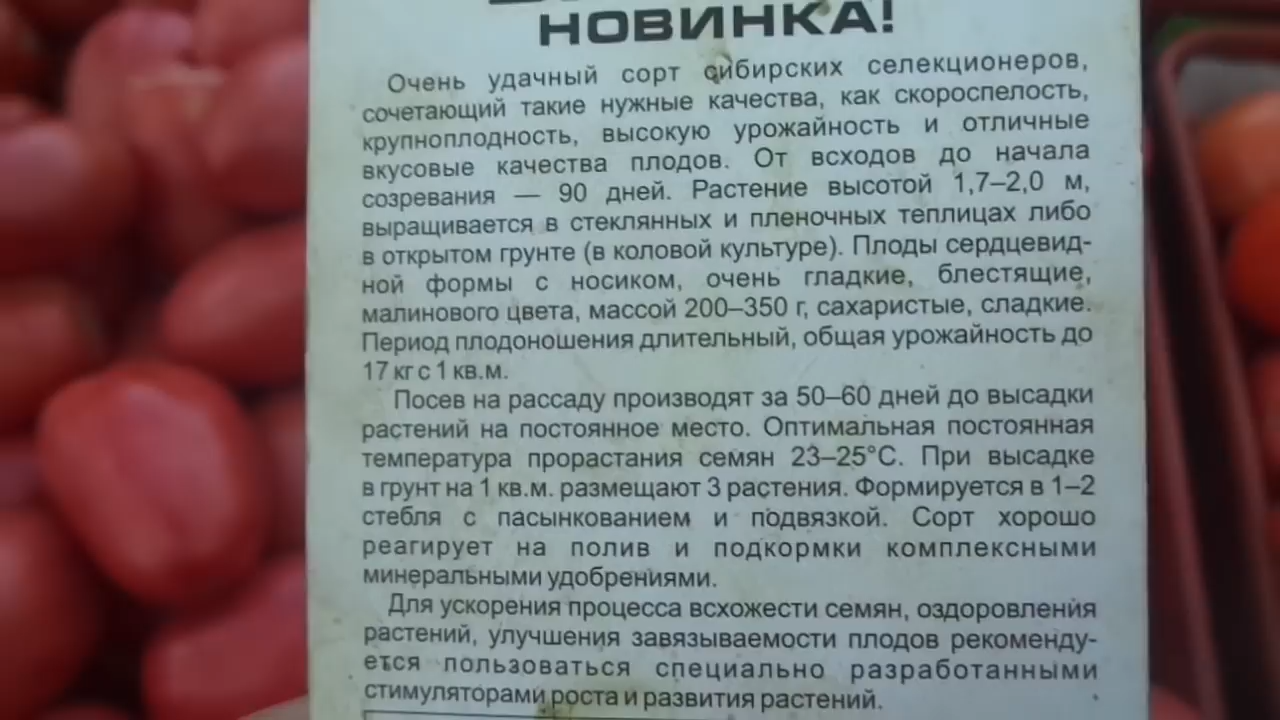 НОВИНКА!
Очень удачный сорт сибирских селекционеров,
сочетающий такие нужные качества, как скороспелость,
крупноплодность, высокую урожайность и отличные
вкусовые качества плодов. От всходов до начала
созревания — 90 дней. Растение высотой 1,7–2,0 м,
выращивается в стеклянных и пленочных теплицах либо
в открытом грунте (в коловой культуре). Плоды сердцевид-
ной формы с носиком, очень гладкие, блестящие,
малинового цвета, массой 200–350 г, сахаристые, сладкие.
Период плодоношения длительный, общая урожайность до
17 кг с 1 кв.м.
Посев на рассаду производят за 50–60 дней до высадки
растений на постоянное место. Оптимальная постоянная
температура прорастания семян 23–25°С. При высадке
в грунт на 1 кв.м. размещают 3 растения. Формируется в 1–2
стебля с пасынкованием и подвязкой. Сорт хорошо
реагирует на полив и подкормки комплексными
минеральными удобрениями.
Для ускорения процесса всхожести семян, оздоровления
растений, улучшения завязываемости плодов рекоменду-
ется пользоваться специально разработанными
стимуляторами роста и развития растений.